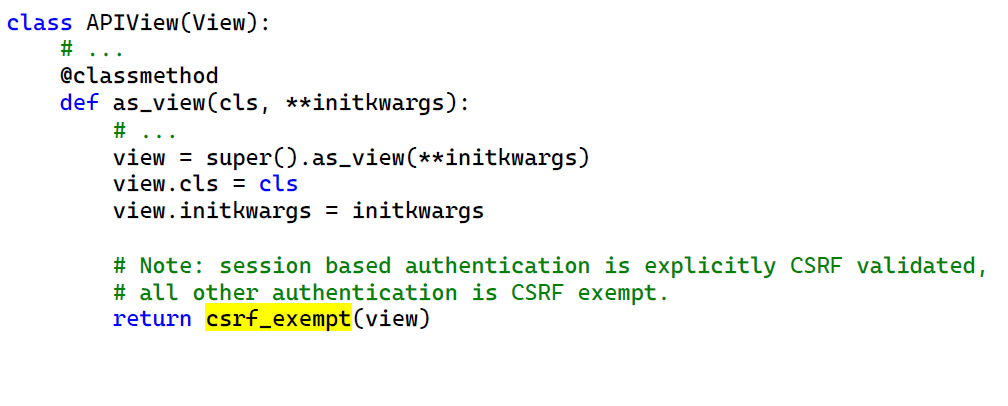 class APIView(View):
    # ...
    @classmethod
    def as_view(cls, **initkwargs):
        # ...
        view = super().as_view(**initkwargs)
        view.cls = cls
        view.initkwargs = initkwargs

        # Note: session based authentication is explicitly CSRF validated,
        # all other authentication is CSRF exempt.
        return csrf_exempt(view)